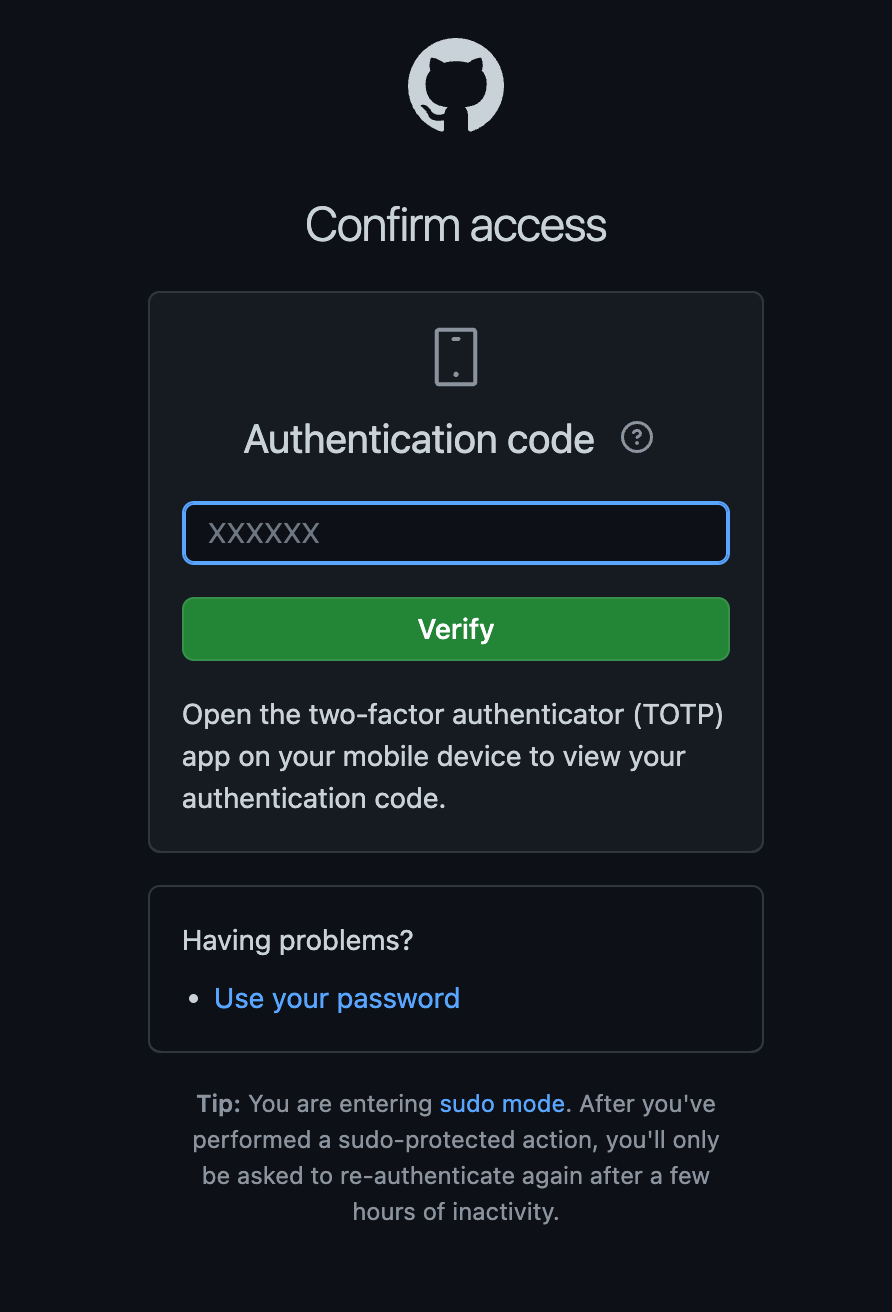 Confirm access
Authentication code
XXXXXX
Verify
Open the two-factor authenticator (TOTP)
app on your mobile device to view your
authentication code.
Having problems?
• Use your password
Tip: You are entering sudo mode. After you've
performed a sudo-protected action, you'll only
be asked to re-authenticate again after a few
hours of inactivity.